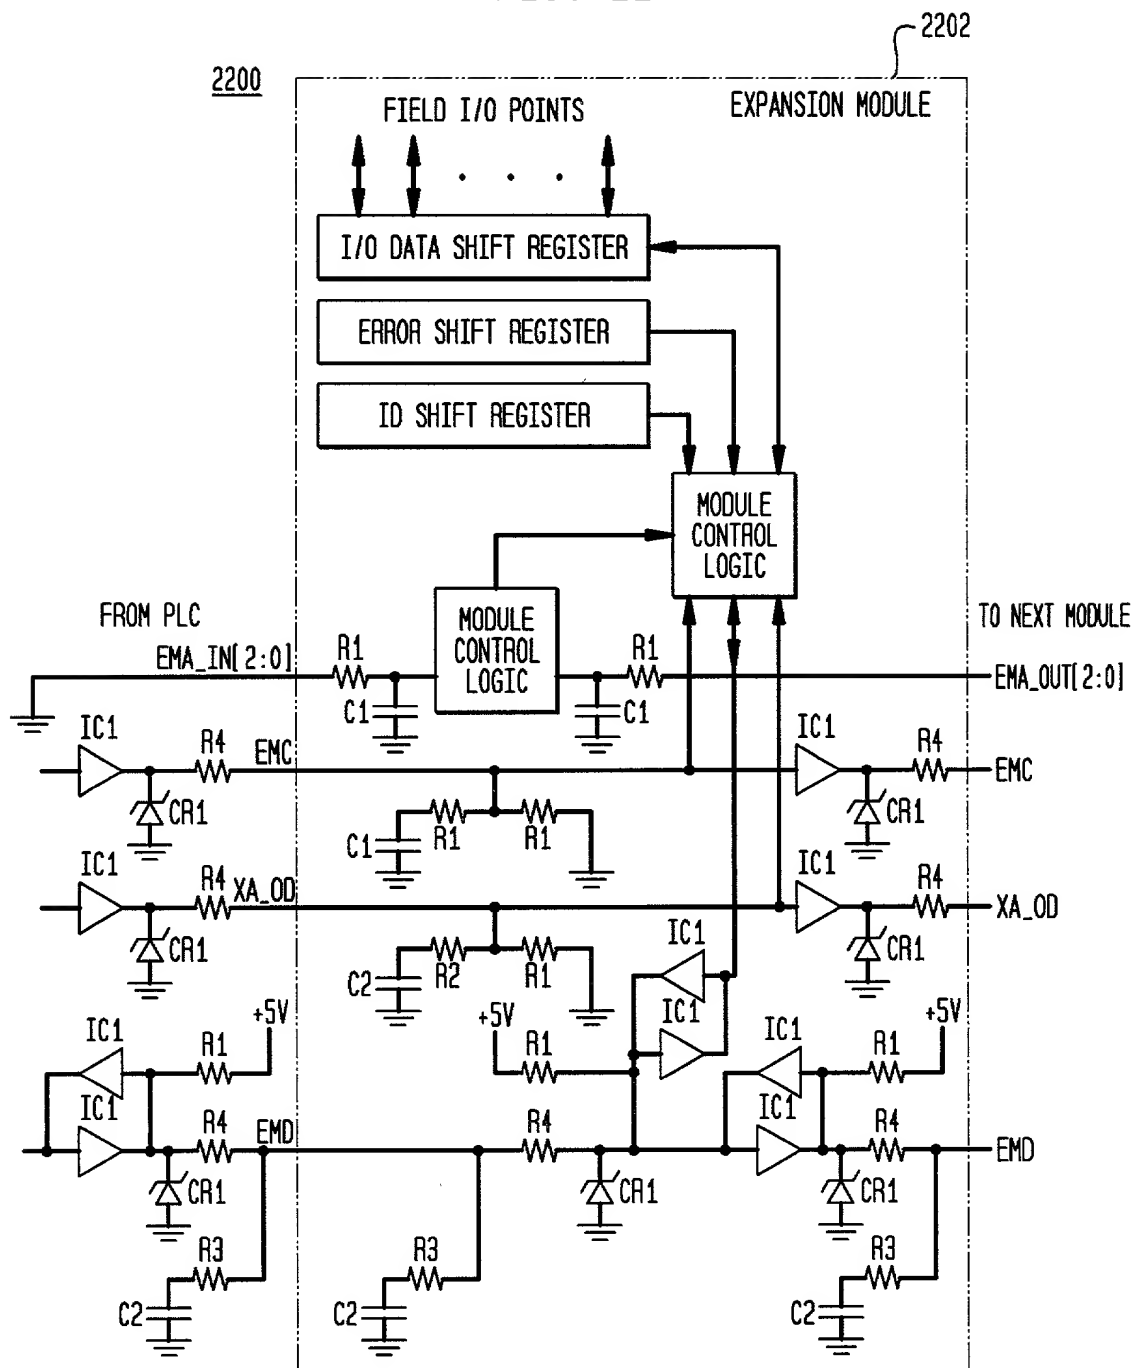 2202
2200
EXPANSION MODULE
FIELD I/O POINTS
I/O DATA SHIFT REGISTER
ERROR SHIFT REGISTER
ID SHIFT REGISTER
MODULE
CONTROL
LOGIC
FROM PLC
TO NEXT MODULE
EMA_IN[2:0]
R1
C1
MODULE
CONTROL
LOGIC
R1
C1
EMA_OUT[2:0]
IC1
R4
EMC
CR1
C1
R1
R1
IC1
R4
EMC
CR1
IC1
R4
XA_OD
CR1
C2
R2
R1
IC1
R4
XA_OD
CR1
IC1
IC1
+5V
IC1
R1
IC1
R4
EMD
CR1
R3
C2
+5V
R1
R4
CR1
R3
C2
+5V
IC1
R1
IC1
R4
EMD
CR1
R3
C2